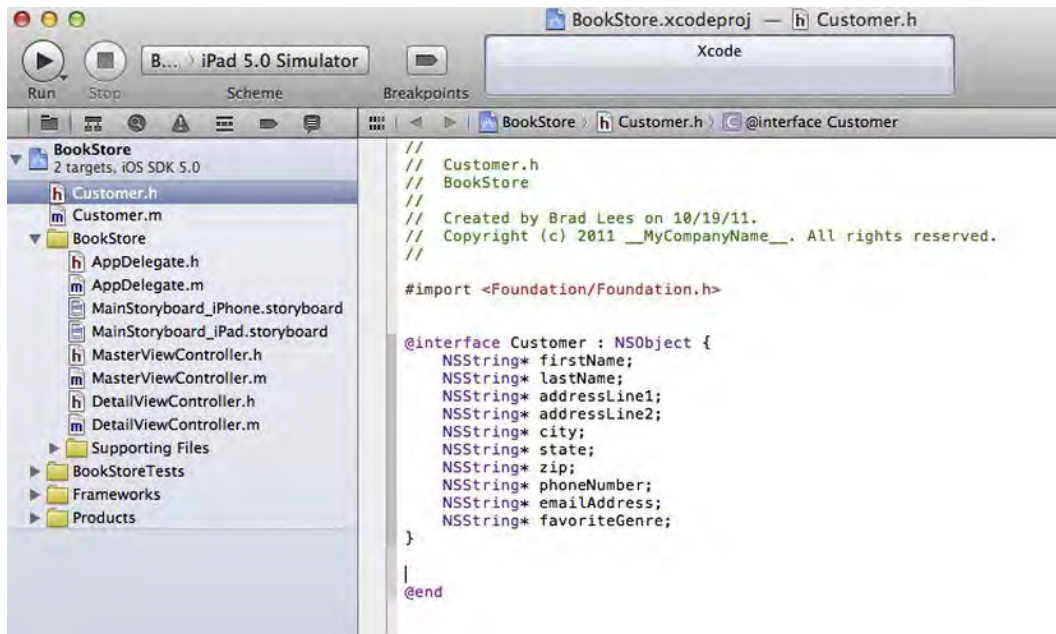 BookStore.xcodeproj — h Customer.h
B... › iPad 5.0 Simulator
Xcode
Run Stop Scheme Breakpoints
BookStore › h Customer.h › C @interface Customer
BookStore
2 targets, iOS SDK 5.0
h Customer.h
m Customer.m
BookStore
h AppDelegate.h
m AppDelegate.m
MainStoryboard_iPhone.storyboard
MainStoryboard_iPad.storyboard
h MasterViewController.h
m MasterViewController.m
h DetailViewController.h
m DetailViewController.m
Supporting Files
BookStoreTests
Frameworks
Products
//
//  Customer.h
//  BookStore
//
//  Created by Brad Lees on 10/19/11.
//  Copyright (c) 2011 __MyCompanyName__. All rights reserved.
//
#import <Foundation/Foundation.h>
@interface Customer : NSObject {
    NSString* firstName;
    NSString* lastName;
    NSString* addressLine1;
    NSString* addressLine2;
    NSString* city;
    NSString* state;
    NSString* zip;
    NSString* phoneNumber;
    NSString* emailAddress;
    NSString* favoriteGenre;
}
@end